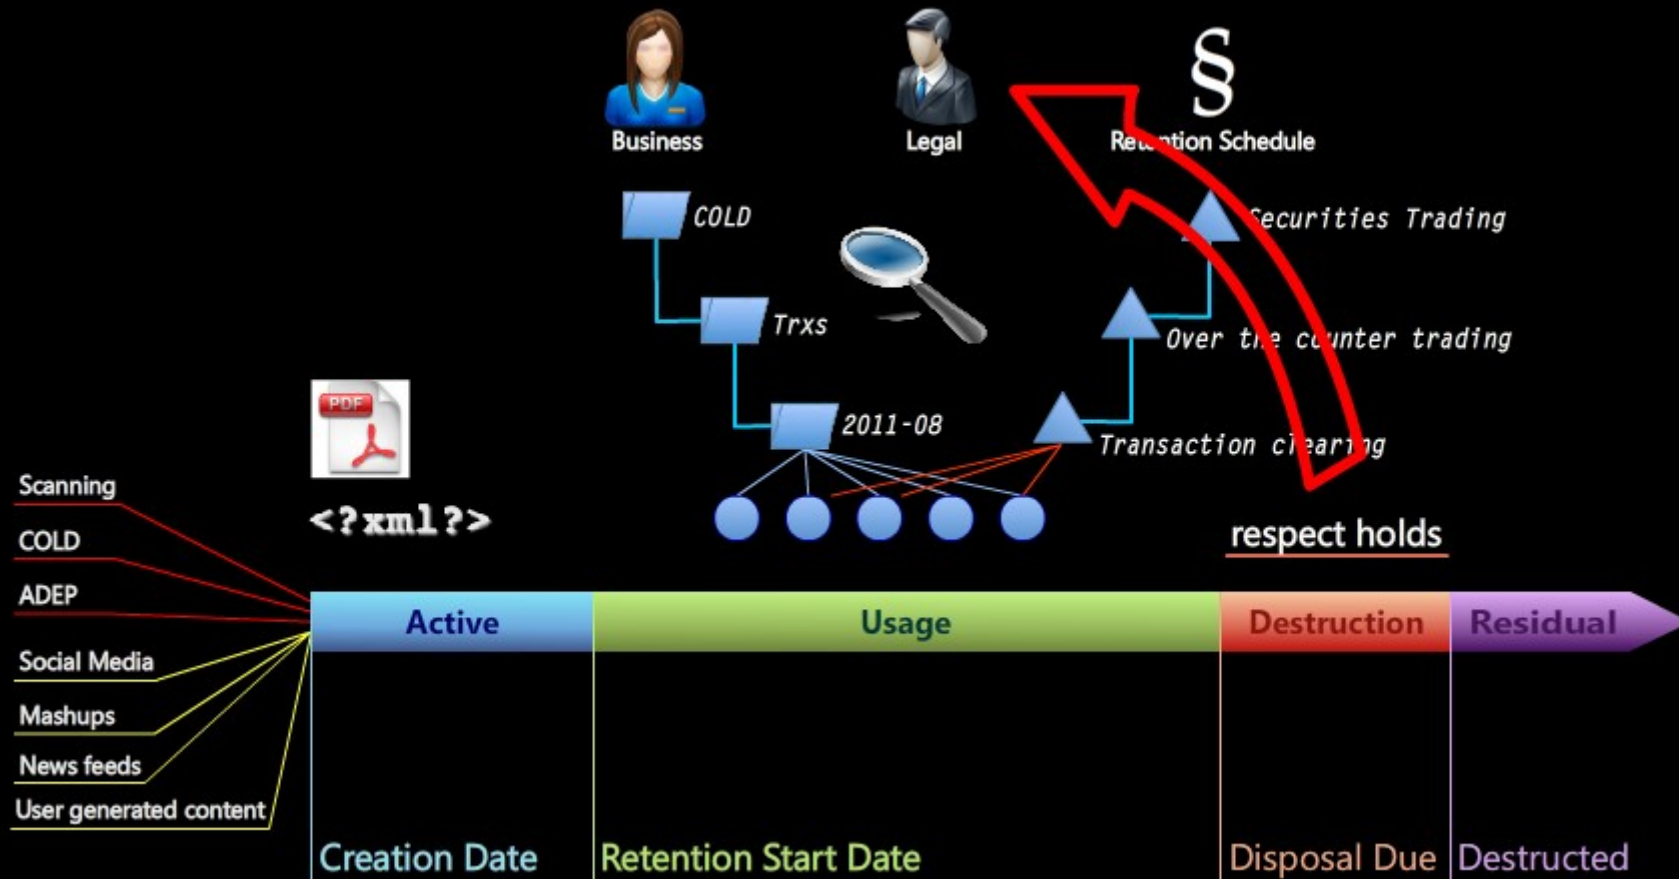 Business
Legal
§
Retention Schedule
COLD
Securities Trading
Trxs
Over the counter trading
2011-08
Transaction clearing
PDF
<?xml?>
respect holds
Scanning
COLD
ADEP
Social Media
Mashups
News feeds
User generated content
Active
Usage
Destruction
Residual
Creation Date
Retention Start Date
Disposal Due
Destructed